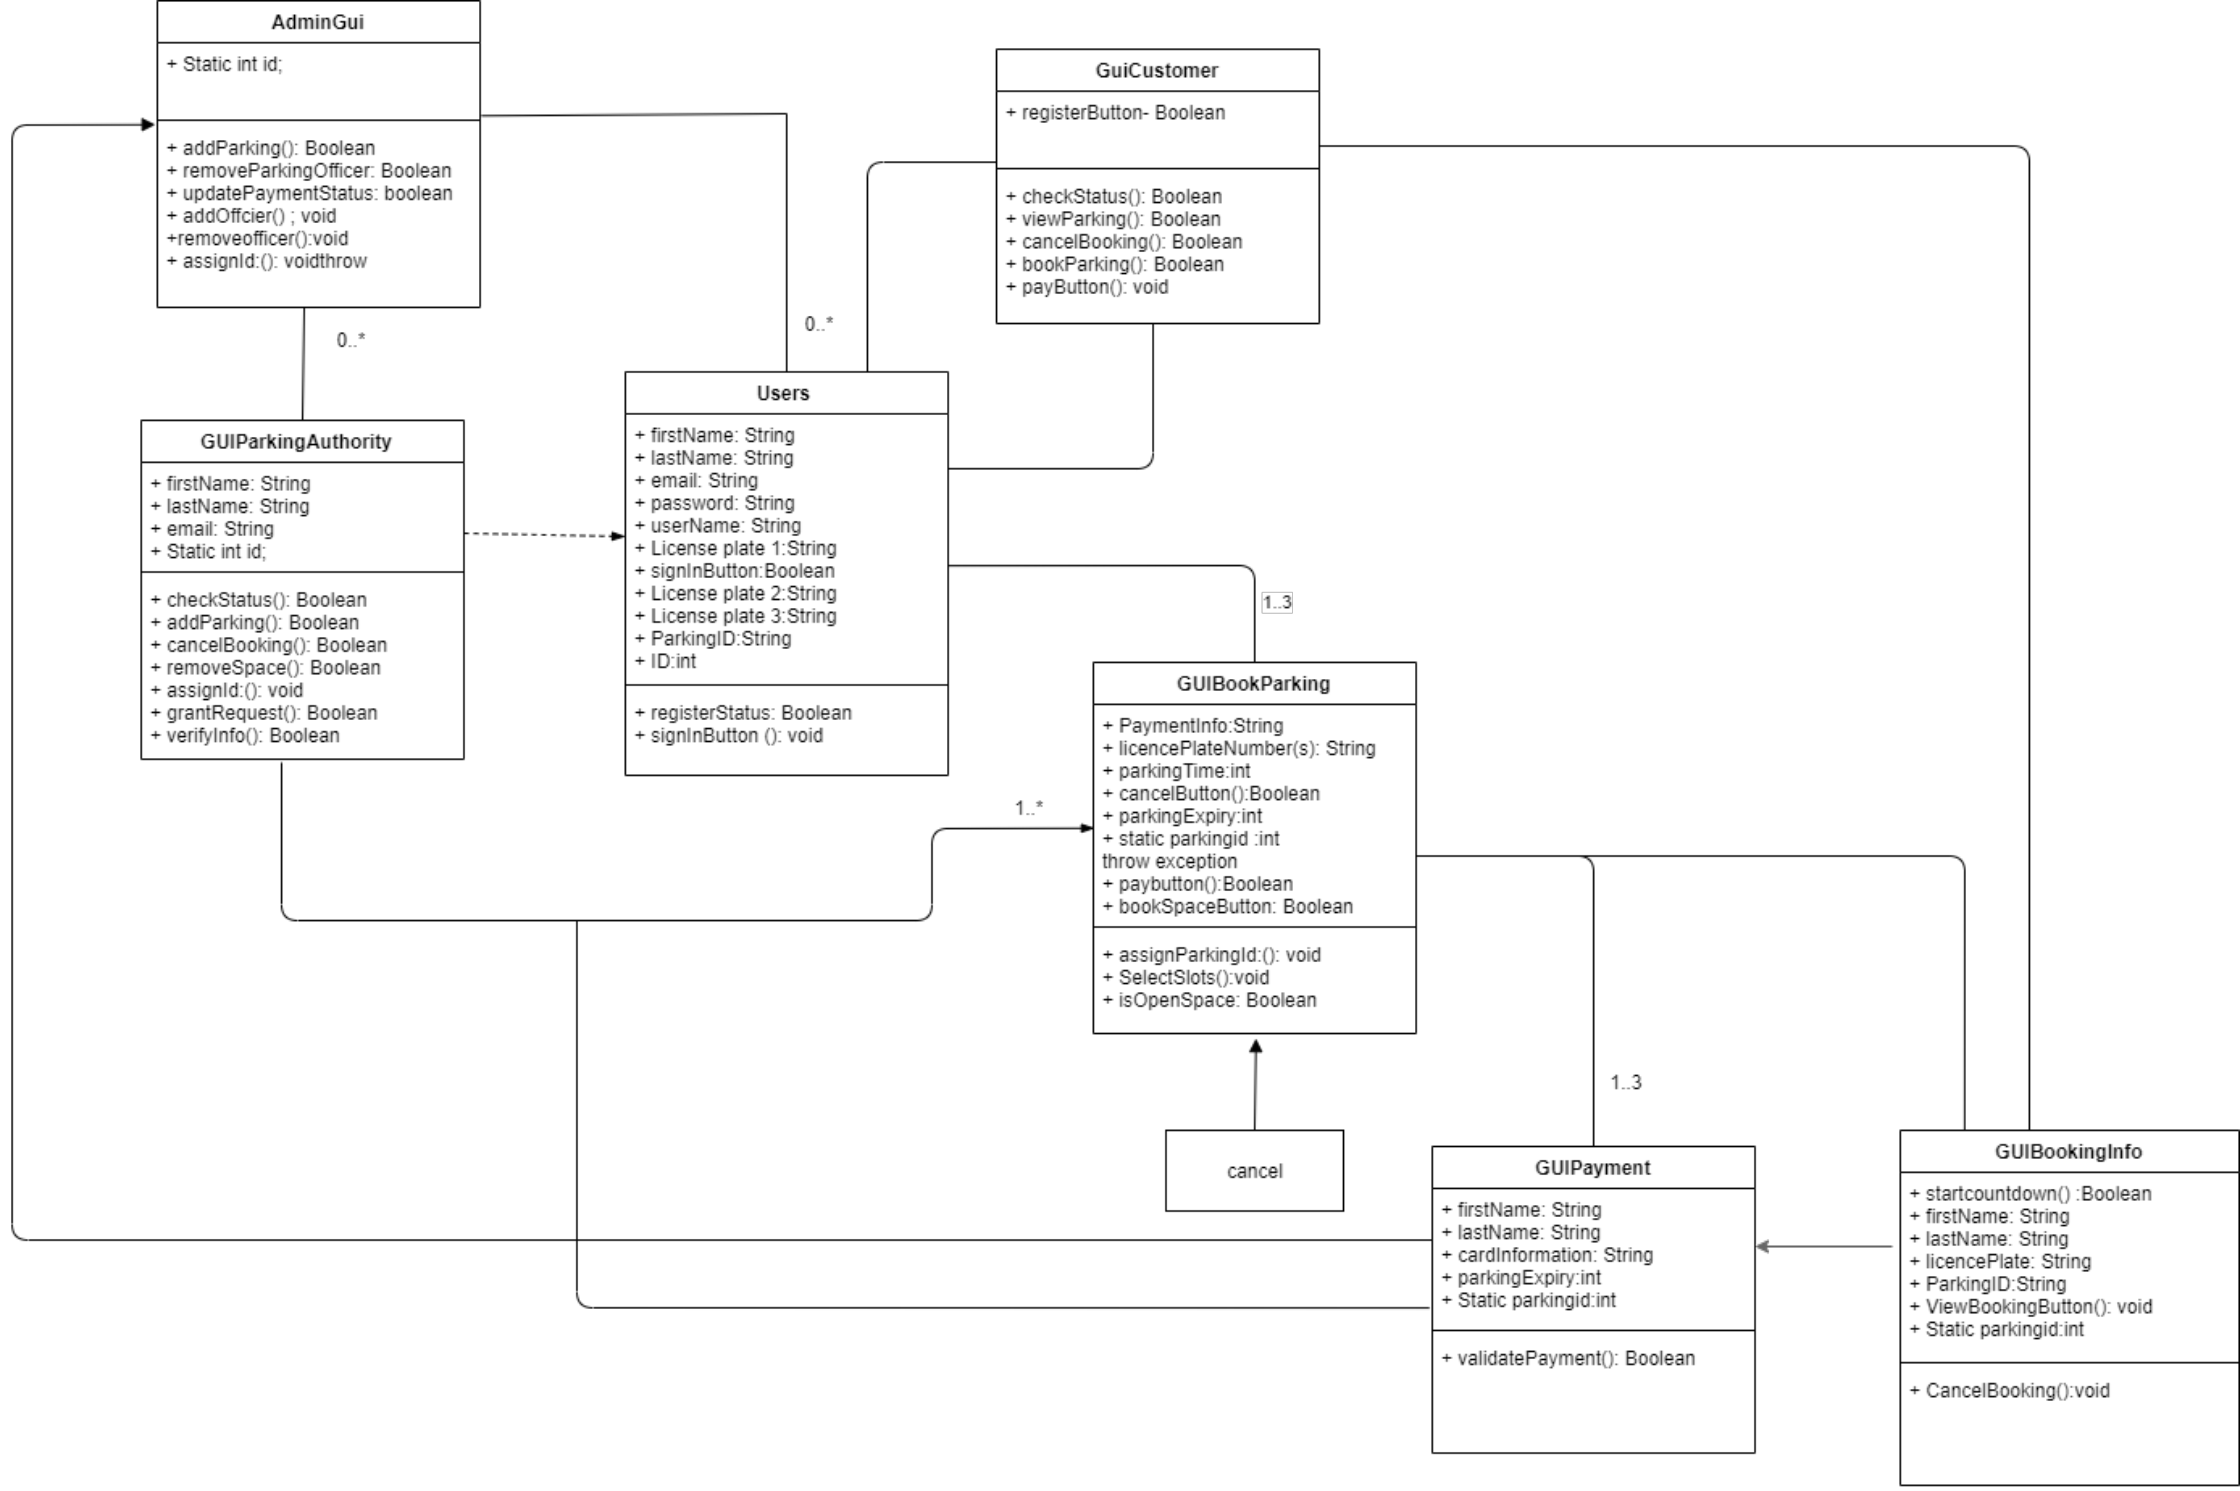 AdminGui
+ Static int id;
+ addParking(): Boolean
+ removeParkingOfficer: Boolean
+ updatePaymentStatus: boolean
+ addOffcier() ; void
+removeofficer():void
+ assignId:(): voidthrow
GuiCustomer
+ registerButton- Boolean
+ checkStatus(): Boolean
+ viewParking(): Boolean
+ cancelBooking(): Boolean
+ bookParking(): Boolean
+ payButton(): void
0..*
0..*
GUIParkingAuthority
+ firstName: String
+ lastName: String
+ email: String
+ Static int id;
+ checkStatus(): Boolean
+ addParking(): Boolean
+ cancelBooking(): Boolean
+ removeSpace(): Boolean
+ assignId:(): void
+ grantRequest(): Boolean
+ verifyInfo(): Boolean
Users
+ firstName: String
+ lastName: String
+ email: String
+ password: String
+ userName: String
+ License plate 1:String
+ signInButton:Boolean
+ License plate 2:String
+ License plate 3:String
+ ParkingID:String
+ ID:int
+ registerStatus: Boolean
+ signInButton (): void
1..3
1..*
GUIBookParking
+ PaymentInfo:String
+ licencePlateNumber(s): String
+ parkingTime:int
+ cancelButton():Boolean
+ parkingExpiry:int
+ static parkingid :int
throw exception
+ paybutton():Boolean
+ bookSpaceButton: Boolean
+ assignParkingId:(): void
+ SelectSlots():void
+ isOpenSpace: Boolean
1..3
cancel
GUIPayment
+ firstName: String
+ lastName: String
+ cardInformation: String
+ parkingExpiry:int
+ Static parkingid:int
+ validatePayment(): Boolean
GUIBookingInfo
+ startcountdown() :Boolean
+ firstName: String
+ lastName: String
+ licencePlate: String
+ ParkingID:String
+ ViewBookingButton(): void
+ Static parkingid:int
+ CancelBooking():void